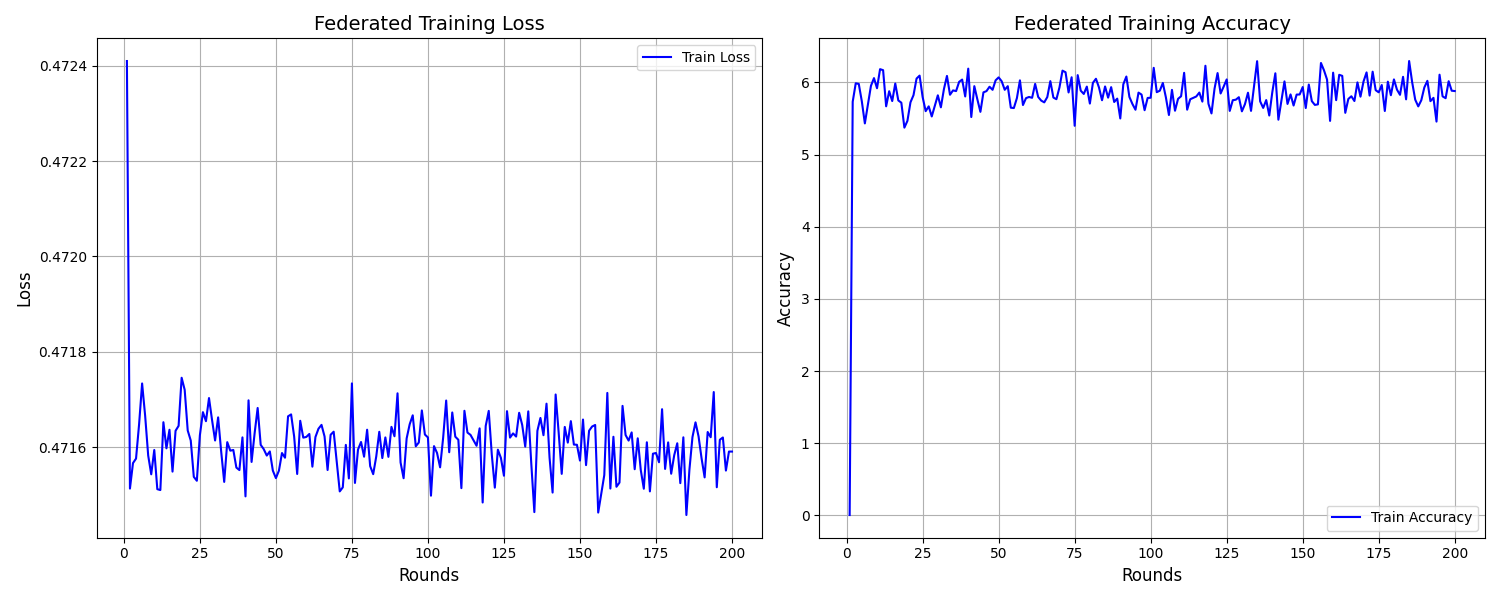 Federated Training Loss
Train Loss
0.4724
0.4722
0.4720
0.4718
0.4716
Loss
0 25 50 75 100 125 150 175 200
Rounds
Federated Training Accuracy
6
5
4
3
2
1
0
Accuracy
Train Accuracy
0 25 50 75 100 125 150 175 200
Rounds